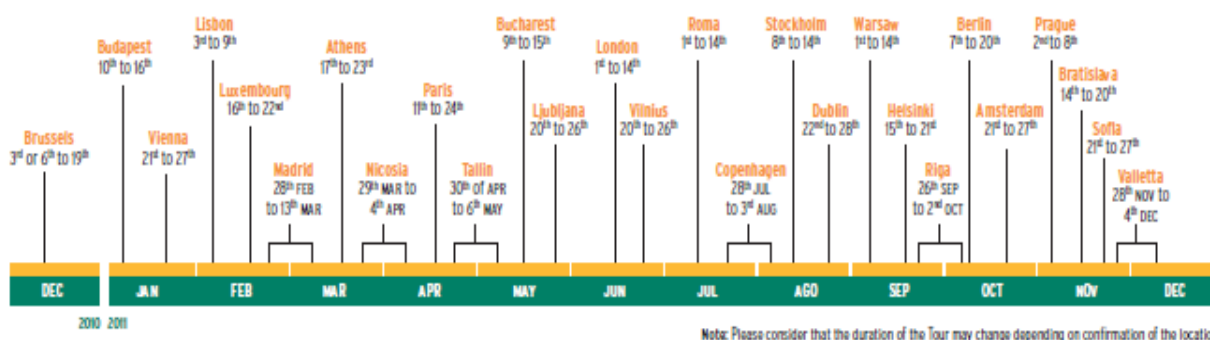 Brussels
3rd or 6th to 19th
Budapest
10th to 16th
Vienna
21st to 27th
Lisbon
3rd to 9th
Luxembourg
16th to 22nd
Madrid
28th FEB
to 13th MAR
Athens
17th to 23rd
Nicosia
29th MAR to
4th APR
Paris
11th to 24th
Tallin
30th of APR
to 6th MAY
Bucharest
9th to 15th
Ljubljana
20th to 26th
London
1st to 14th
Vilnius
20th to 26th
Roma
1st to 14th
Copenhagen
28th JUL
to 3rd AUG
Stockholm
8th to 14th
Dublin
22nd to 28th
Warsaw
1st to 14th
Helsinki
15th to 21st
Riga
26th SEP
to 2nd OCT
Berlin
7th to 20th
Amsterdam
21st to 27th
Prague
2nd to 8th
Bratislava
14th to 20th
Sofia
21st to 27th
Valletta
28th NOV to
4th DEC
DEC JAN FEB MAR APR MAY JUN JUL AGO SEP OCT NOV DEC
2010 2011
Note: Please consider that the duration of the Tour may change depending on confirmation of the locatio